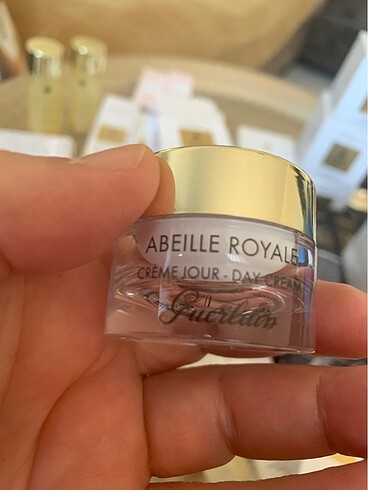 ABEILLE ROYALE
CRÈME JOUR - DAY CREAM
Guerlain